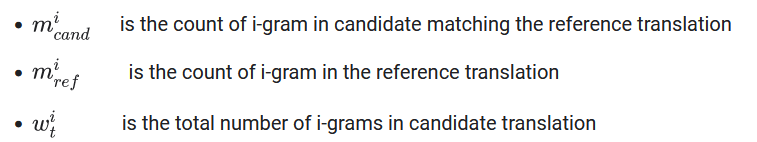 • m^i_cand is the count of i-gram in candidate matching the reference translation
• m^i_ref is the count of i-gram in the reference translation
• w^i_t is the total number of i-grams in candidate translation